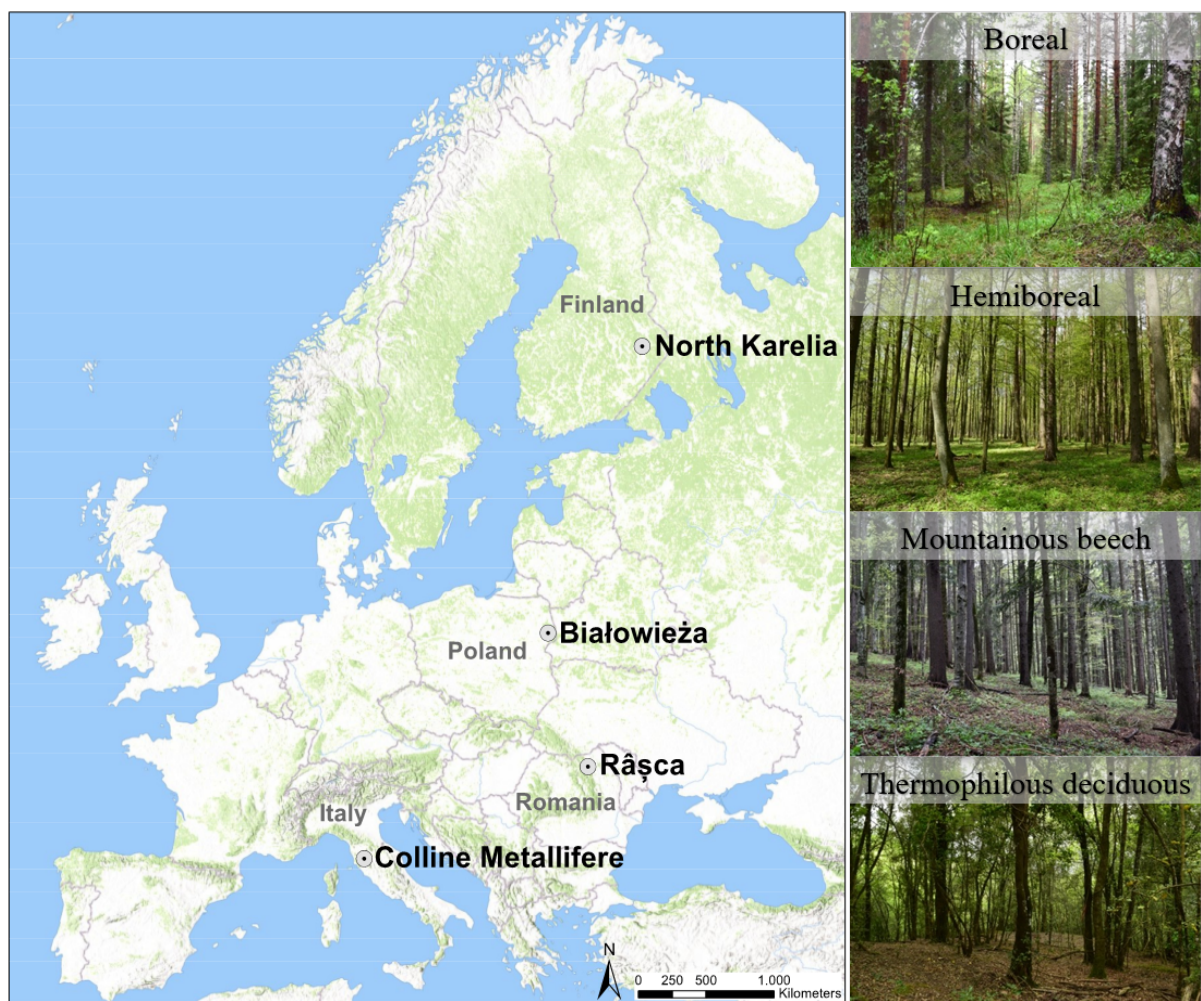 Finland
North Karelia
Białowieża
Poland
Râșca
Romania
Italy
Colline Metallifere
N
0 250 500 1.000
Kilometers
Boreal
Hemiboreal
Mountainous beech
Thermophilous deciduous